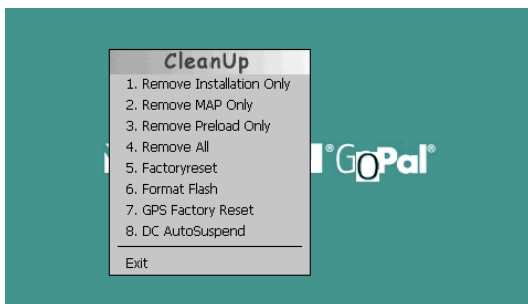 CleanUp
1. Remove Installation Only
2. Remove MAP Only
3. Remove Preload Only
4. Remove All
5. Factoryreset
6. Format Flash
7. GPS Factory Reset
8. DC AutoSuspend
Exit
®GoPal®